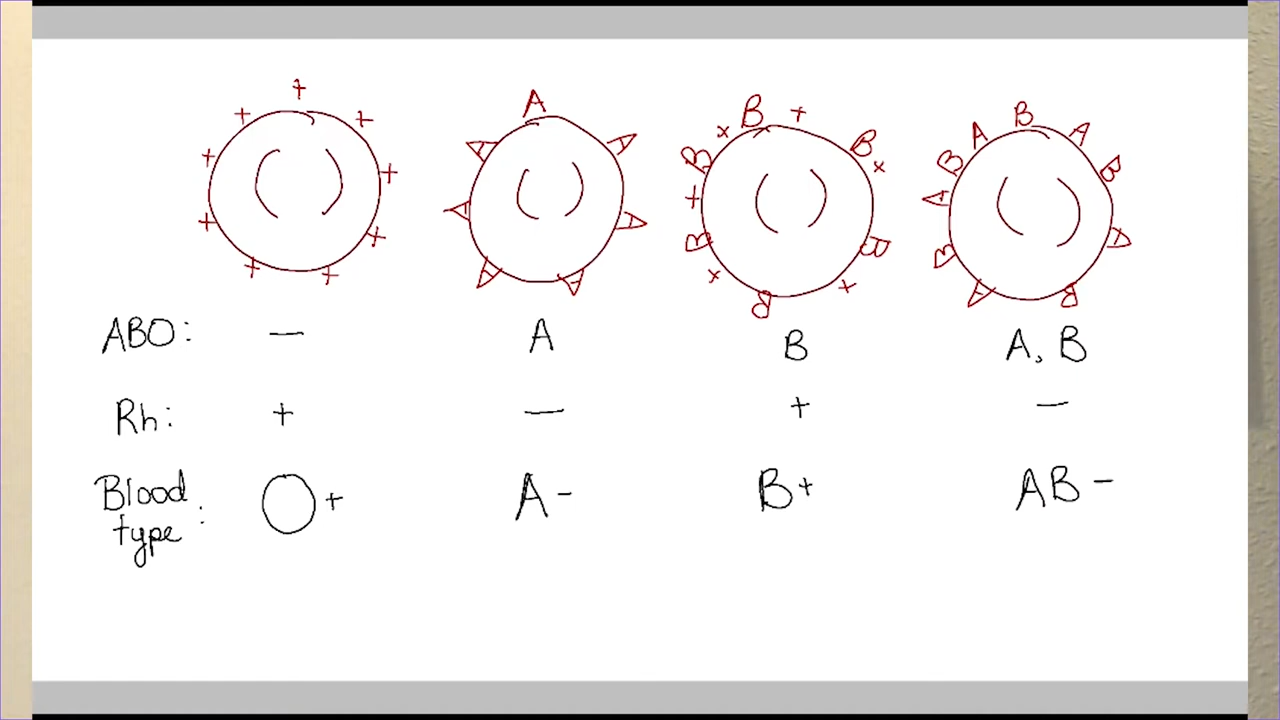 + + + + + + + + + +
A A A A A A A
B + B + B + B B + B + +
B A B A B A B A B A
ABO: — A B A, B
Rh: + — + —
Blood type: O+ A- B+ AB-